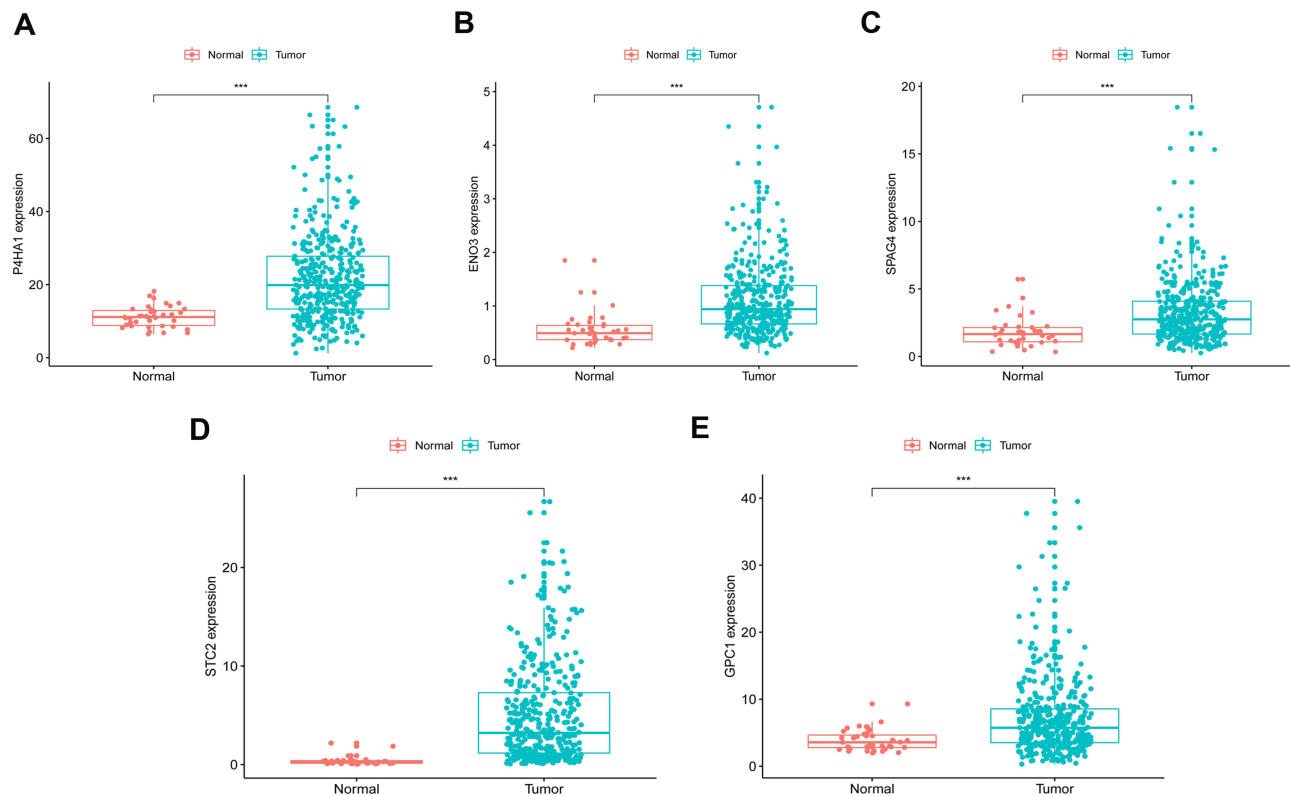 A
Normal Tumor
***
P4HA1 expression
60
40
20
0
Normal Tumor
B
Normal Tumor
***
ENO3 expression
5
4
3
2
1
0
Normal Tumor
C
Normal Tumor
***
SPAG4 expression
20
15
10
5
0
Normal Tumor
D
Normal Tumor
***
STC2 expression
20
10
0
Normal Tumor
E
Normal Tumor
***
GPC1 expression
40
30
20
10
0
Normal Tumor